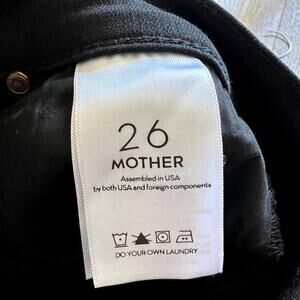 26
MOTHER
Assembled in USA
by both USA and foreign components
DO YOUR OWN LAUNDRY